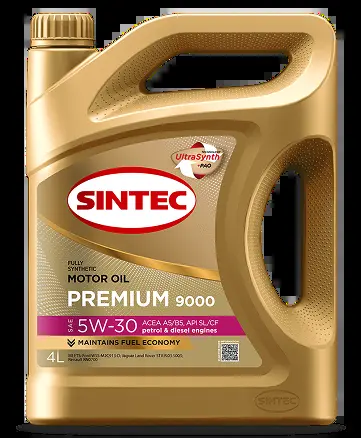 UltraSynth
+PAO
SINTEC
FULLY
SYNTHETIC
MOTOR OIL
PREMIUM 9000
SAE 5W-30 ACEA A5/B5, API SL/CF
petrol & diesel engines
MAINTAINS FUEL ECONOMY
4L